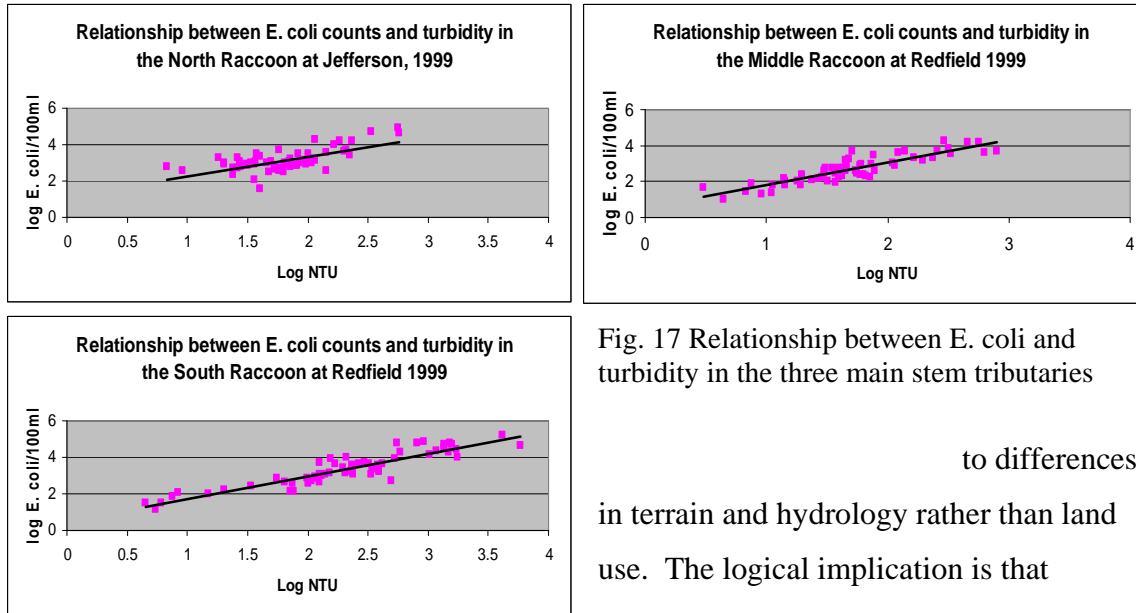 Relationship between E. coli counts and turbidity in
the North Raccoon at Jefferson, 1999
log E. coli/100ml
6
4
2
0
0 0.5 1 1.5 2 2.5 3 3.5 4
Log NTU
Relationship between E. coli counts and turbidity in
the Middle Raccoon at Redfield 1999
log E. coli/100ml
6
4
2
0
0 1 2 3 4
Log NTU
Relationship between E. coli counts and turbidity in
the South Raccoon at Redfield 1999
log E. coli/100ml
6
4
2
0
0 0.5 1 1.5 2 2.5 3 3.5 4
Log NTU
Fig. 17 Relationship between E. coli and
turbidity in the three main stem tributaries
to differences
in terrain and hydrology rather than land
use.  The logical implication is that